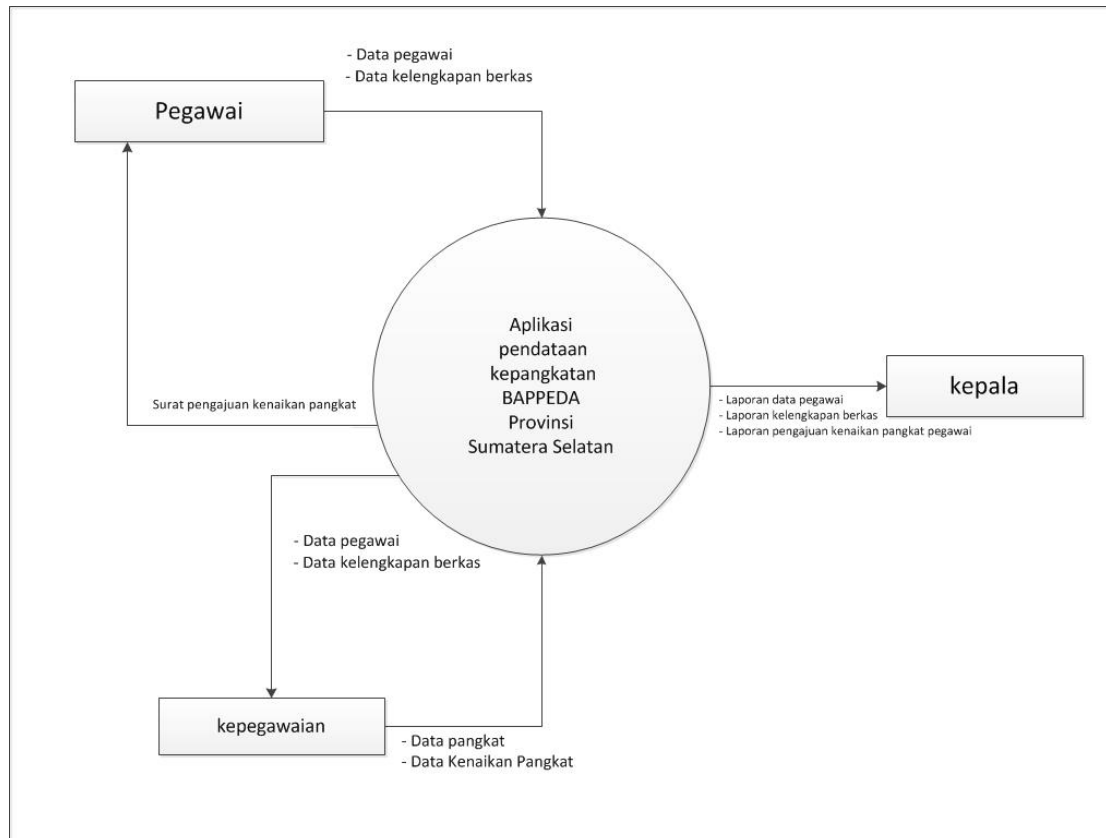 - Data pegawai
- Data kelengkapan berkas
Pegawai
Aplikasi
pendataan
kepangkatan
BAPPEDA
Provinsi
Sumatera Selatan
kepala
- Laporan data pegawai
- Laporan kelengkapan berkas
- Laporan pengajuan kenaikan pangkat pegawai
Surat pengajuan kenaikan pangkat
- Data pegawai
- Data kelengkapan berkas
kepegawaian
- Data pangkat
- Data Kenaikan Pangkat